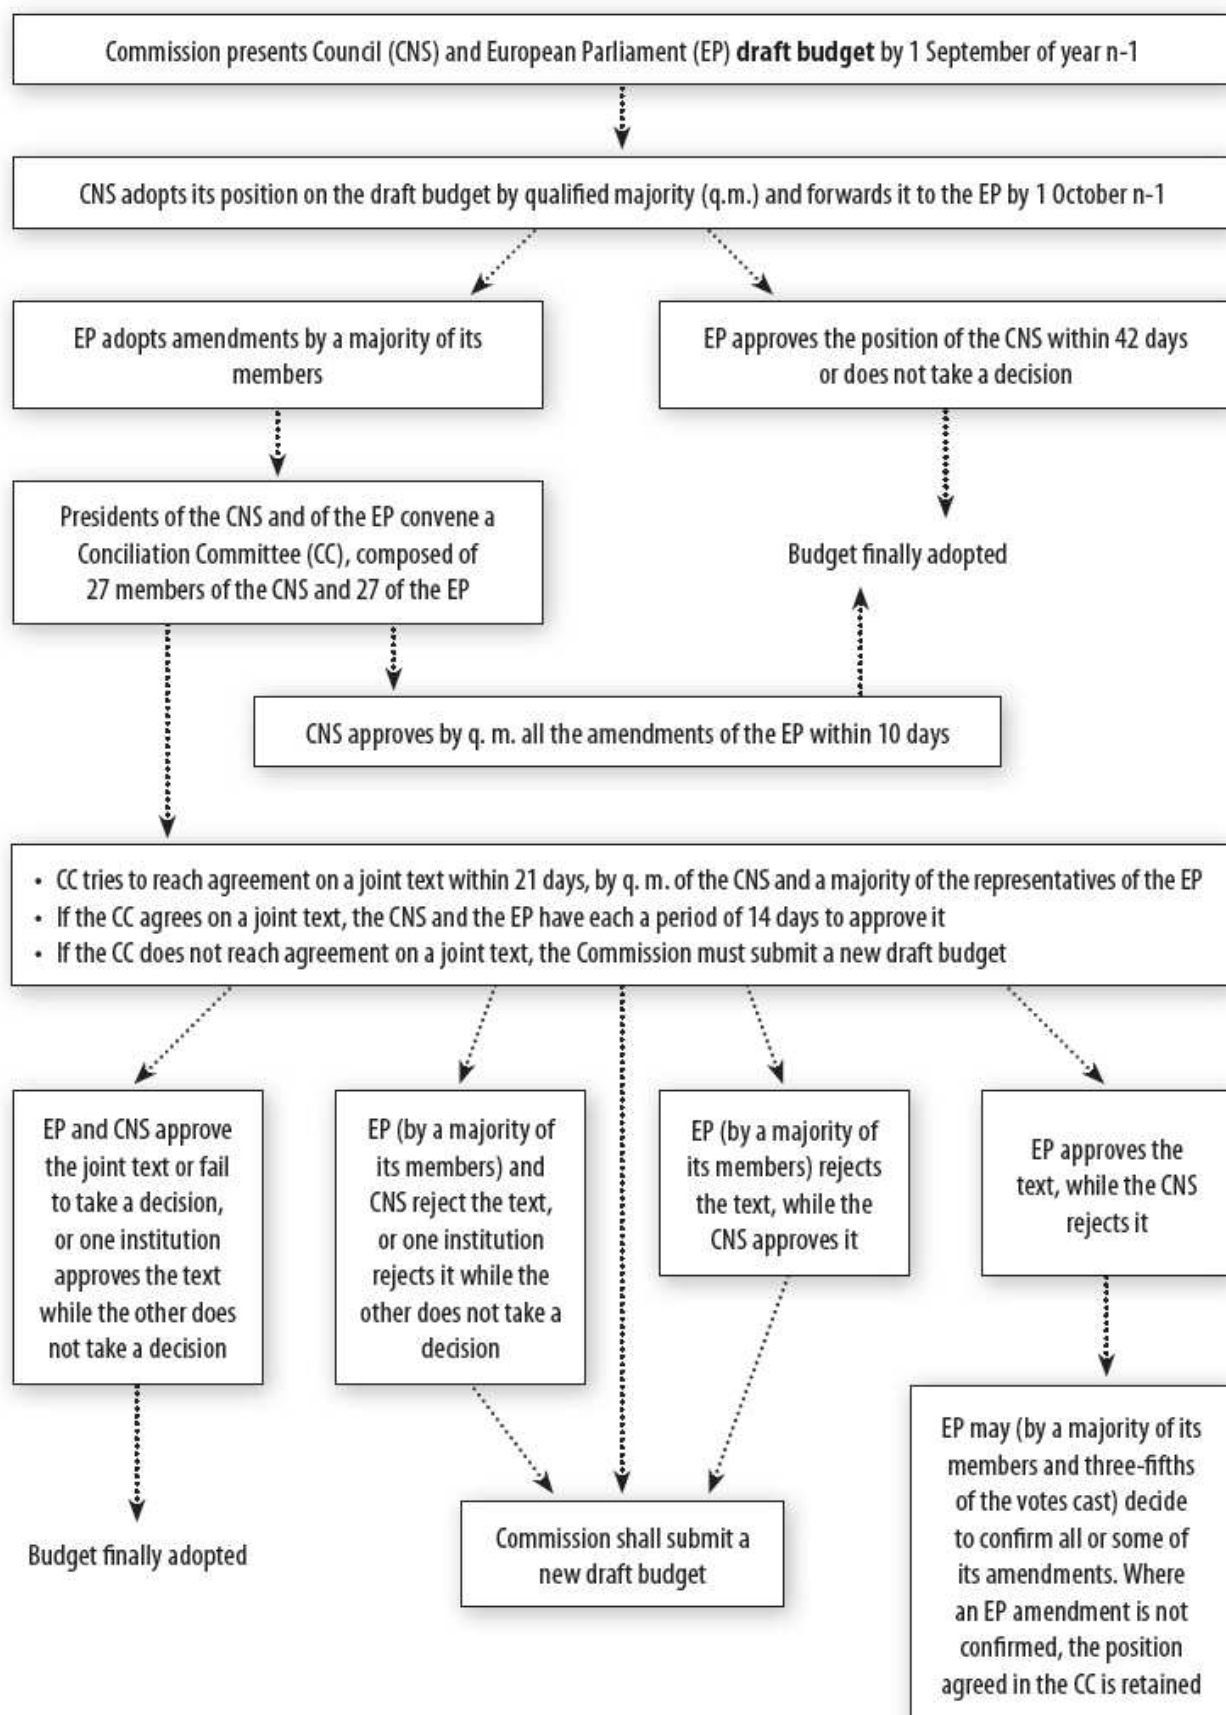 Commission presents Council (CNS) and European Parliament (EP) draft budget by 1 September of year n-1
CNS adopts its position on the draft budget by qualified majority (q.m.) and forwards it to the EP by 1 October n-1
EP adopts amendments by a majority of its
members
EP approves the position of the CNS within 42 days
or does not take a decision
Presidents of the CNS and of the EP convene a
Conciliation Committee (CC), composed of
27 members of the CNS and 27 of the EP
Budget finally adopted
CNS approves by q. m. all the amendments of the EP within 10 days
• CC tries to reach agreement on a joint text within 21 days, by q. m. of the CNS and a majority of the representatives of the EP
• If the CC agrees on a joint text, the CNS and the EP have each a period of 14 days to approve it
• If the CC does not reach agreement on a joint text, the Commission must submit a new draft budget
EP and CNS approve
the joint text or fail
to take a decision,
or one institution
approves the text
while the other does
not take a decision
EP (by a majority of
its members) and
CNS reject the text,
or one institution
rejects it while the
other does not take a
decision
EP (by a majority of
its members) rejects
the text, while the
CNS approves it
EP approves the
text, while the CNS
rejects it
Budget finally adopted
Commission shall submit a
new draft budget
EP may (by a majority of its
members and three-fifths
of the votes cast) decide
to confirm all or some of
its amendments. Where
an EP amendment is not
confirmed, the position
agreed in the CC is retained